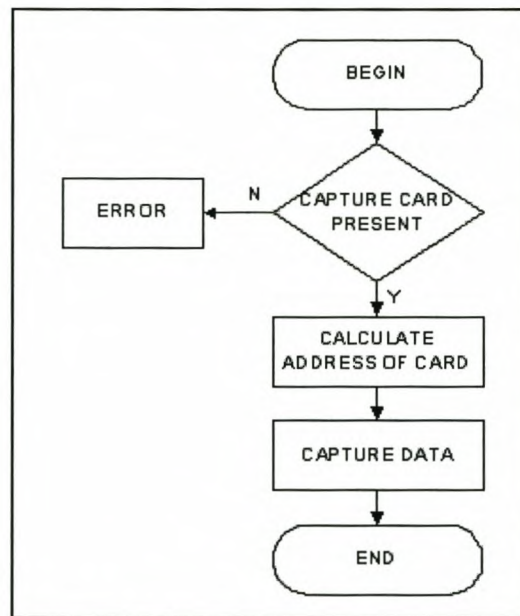 BEGIN
CAPTURE CARD
PRESENT
N
ERROR
Y
CALCULATE
ADDRESS OF CARD
CAPTURE DATA
END